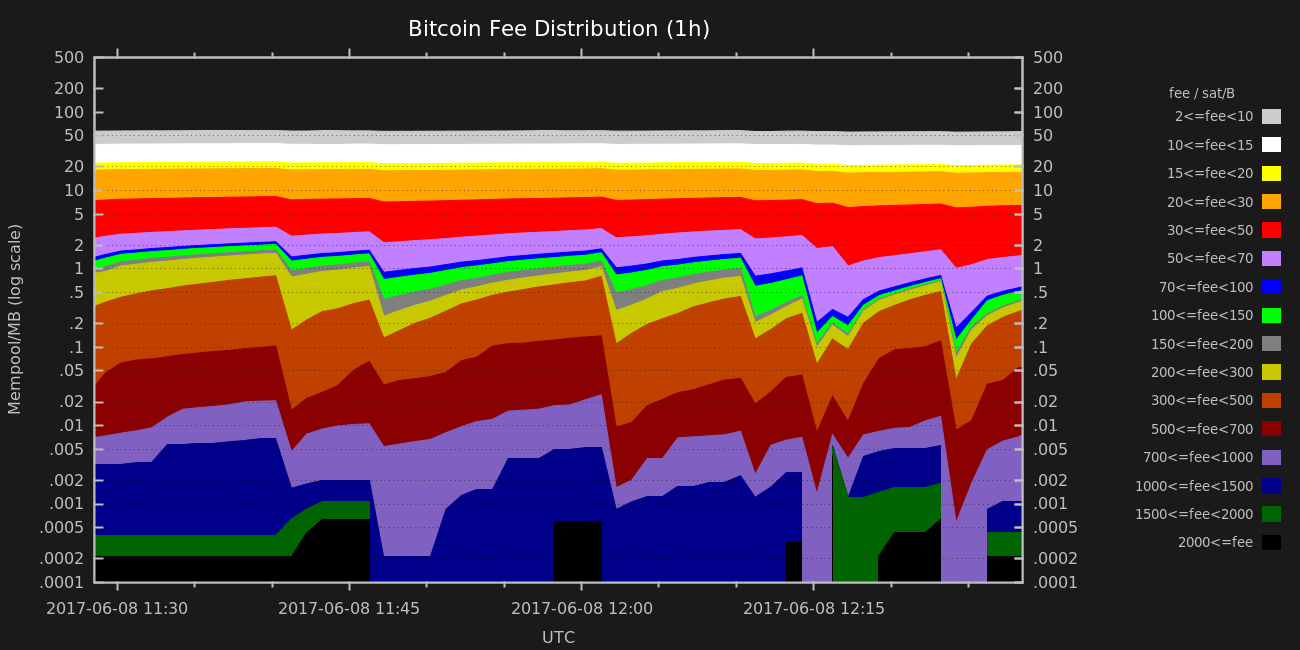 Bitcoin Fee Distribution (1h)
Mempool/MB (log scale)
500
200
100
50
20
10
5
2
1
.5
.2
.1
.05
.02
.01
.005
.002
.001
.0005
.0002
.0001
500
200
100
50
20
10
5
2
1
.5
.2
.1
.05
.02
.01
.005
.002
.001
.0005
.0002
.0001
fee / sat/B
2<=fee<10
10<=fee<15
15<=fee<20
20<=fee<30
30<=fee<50
50<=fee<70
70<=fee<100
100<=fee<150
150<=fee<200
200<=fee<300
300<=fee<500
500<=fee<700
700<=fee<1000
1000<=fee<1500
1500<=fee<2000
2000<=fee
2017-06-08 11:30 2017-06-08 11:45 2017-06-08 12:00 2017-06-08 12:15
UTC